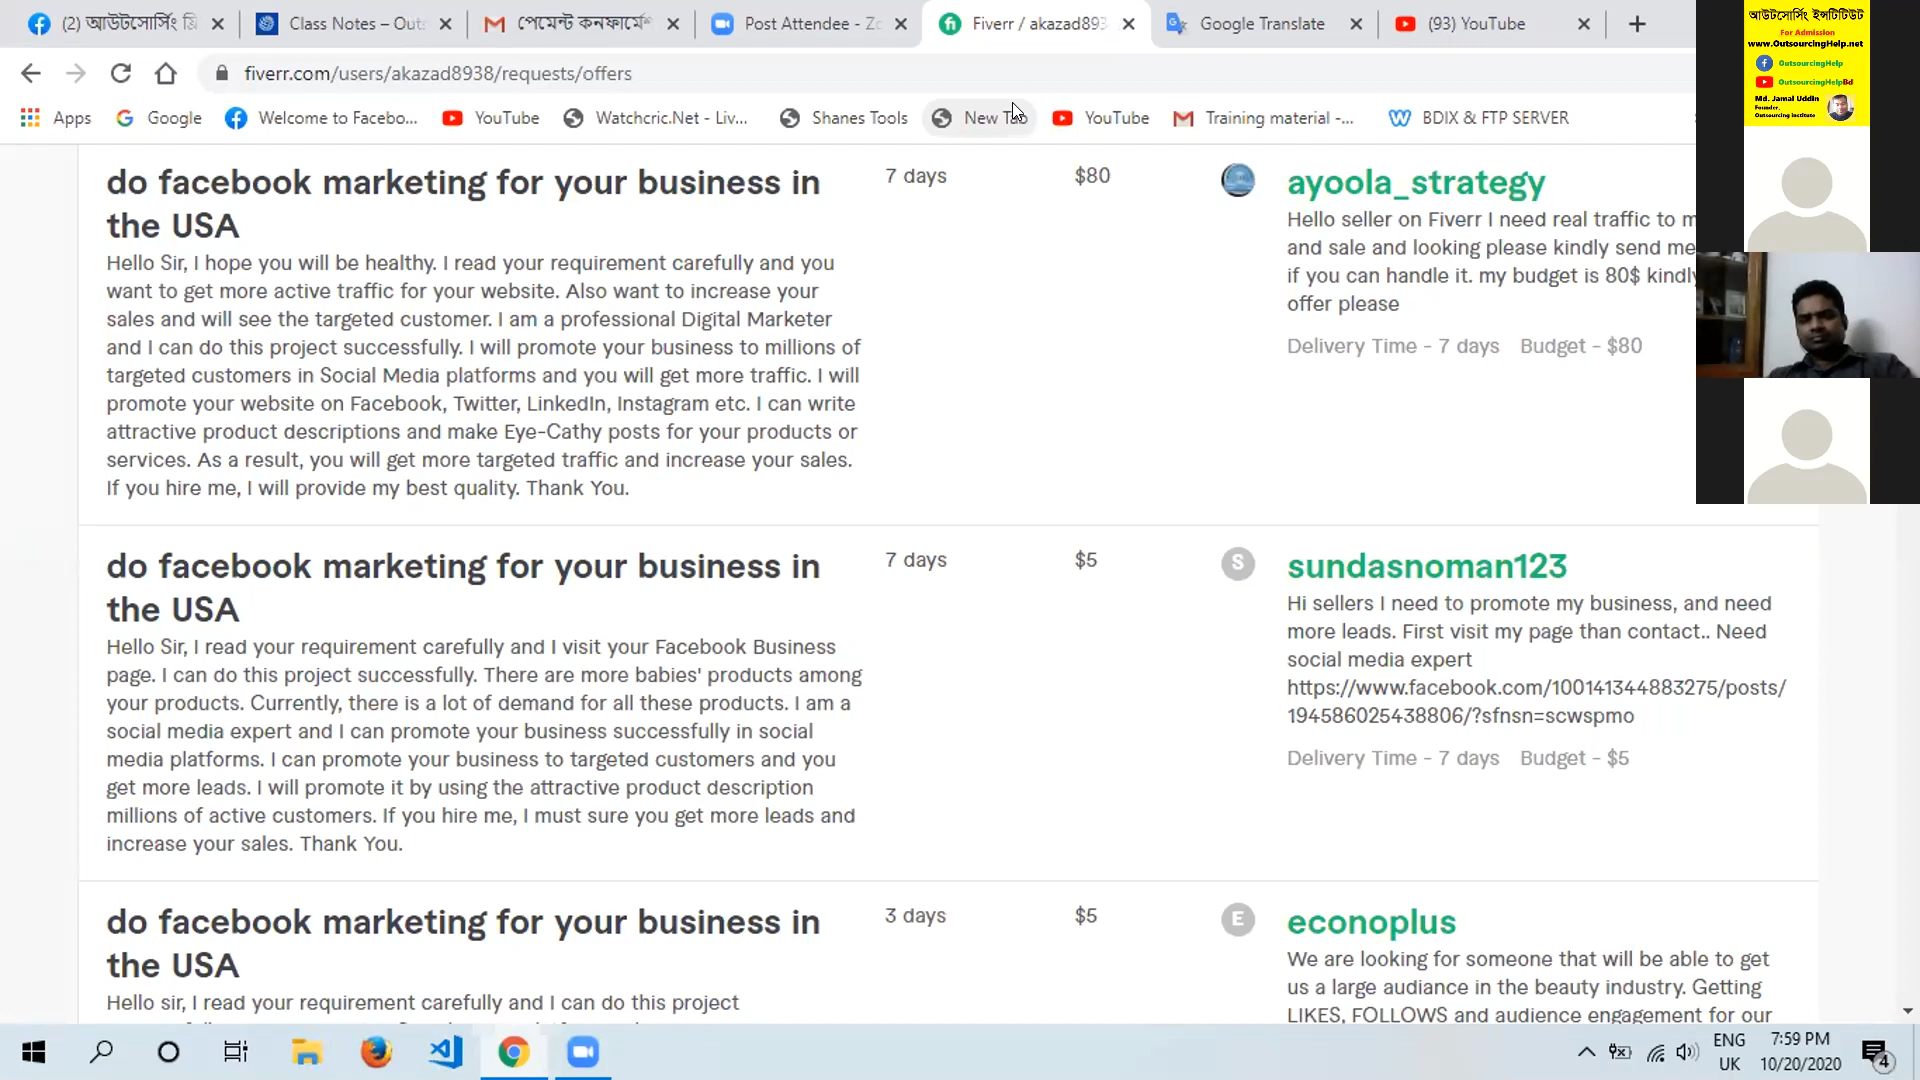 (2) আউটসোর্সিং
Class Notes – Out
পেমেন্ট কনফার্মে
Post Attendee - Zo
Fiverr / akazad893
Google Translate
(93) YouTube
fiverr.com/users/akazad8938/requests/offers
Apps
Google
Welcome to Facebo...
YouTube
Watchcric.Net - Liv...
Shanes Tools
New Tab
YouTube
Training material -...
BDIX & FTP SERVER
আউটসোর্সিং ইন্সটিটিউট
For Admission
www.OutsourcingHelp.net
OutsourcingHelp
OutsourcingHelpBd
Md. Jamal Uddin
Founder,
Outsourcing Institute
do facebook marketing for your business in
the USA
Hello Sir, I hope you will be healthy. I read your requirement carefully and you
want to get more active traffic for your website. Also want to increase your
sales and will see the targeted customer. I am a professional Digital Marketer
and I can do this project successfully. I will promote your business to millions of
targeted customers in Social Media platforms and you will get more traffic. I will
promote your website on Facebook, Twitter, LinkedIn, Instagram etc. I can write
attractive product descriptions and make Eye-Cathy posts for your products or
services. As a result, you will get more targeted traffic and increase your sales.
If you hire me, I will provide my best quality. Thank You.
7 days
$80
ayoola_strategy
Hello seller on Fiverr I need real traffic to m
and sale and looking please kindly send me
if you can handle it. my budget is 80$ kindl
offer please
Delivery Time - 7 days Budget - $80
do facebook marketing for your business in
the USA
Hello Sir, I read your requirement carefully and I visit your Facebook Business
page. I can do this project successfully. There are more babies' products among
your products. Currently, there is a lot of demand for all these products. I am a
social media expert and I can promote your business successfully in social
media platforms. I can promote your business to targeted customers and you
get more leads. I will promote it by using the attractive product description
millions of active customers. If you hire me, I must sure you get more leads and
increase your sales. Thank You.
7 days
$5
S
sundasnoman123
Hi sellers I need to promote my business, and need
more leads. First visit my page than contact.. Need
social media expert
https://www.facebook.com/100141344883275/posts/
194586025438806/?sfnsn=scwspmo
Delivery Time - 7 days Budget - $5
do facebook marketing for your business in
the USA
Hello sir, I read your requirement carefully and I can do this project
3 days
$5
E
econoplus
We are looking for someone that will be able to get
us a large audience in the beauty industry. Getting
LIKES, FOLLOWS and audience engagement for our
ENG
UK
7:59 PM
10/20/2020
4